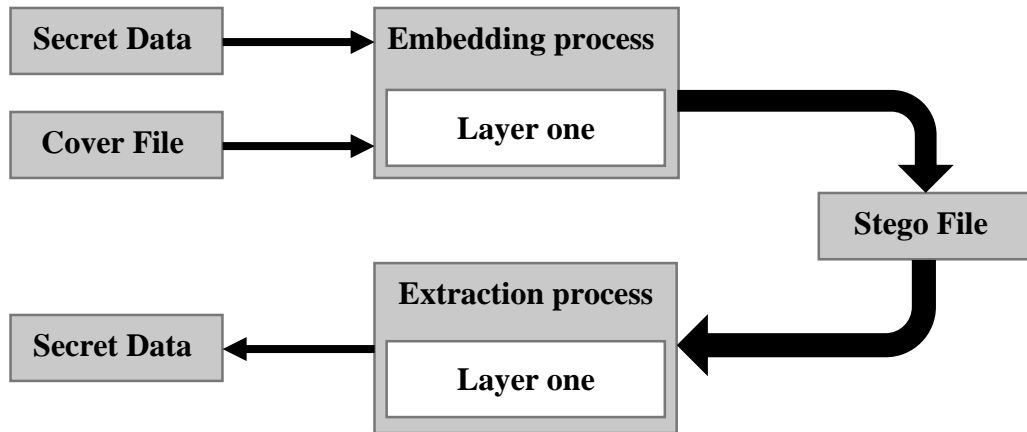 Secret Data
Embedding process
Cover File
Layer one
Stego File
Extraction process
Secret Data
Layer one